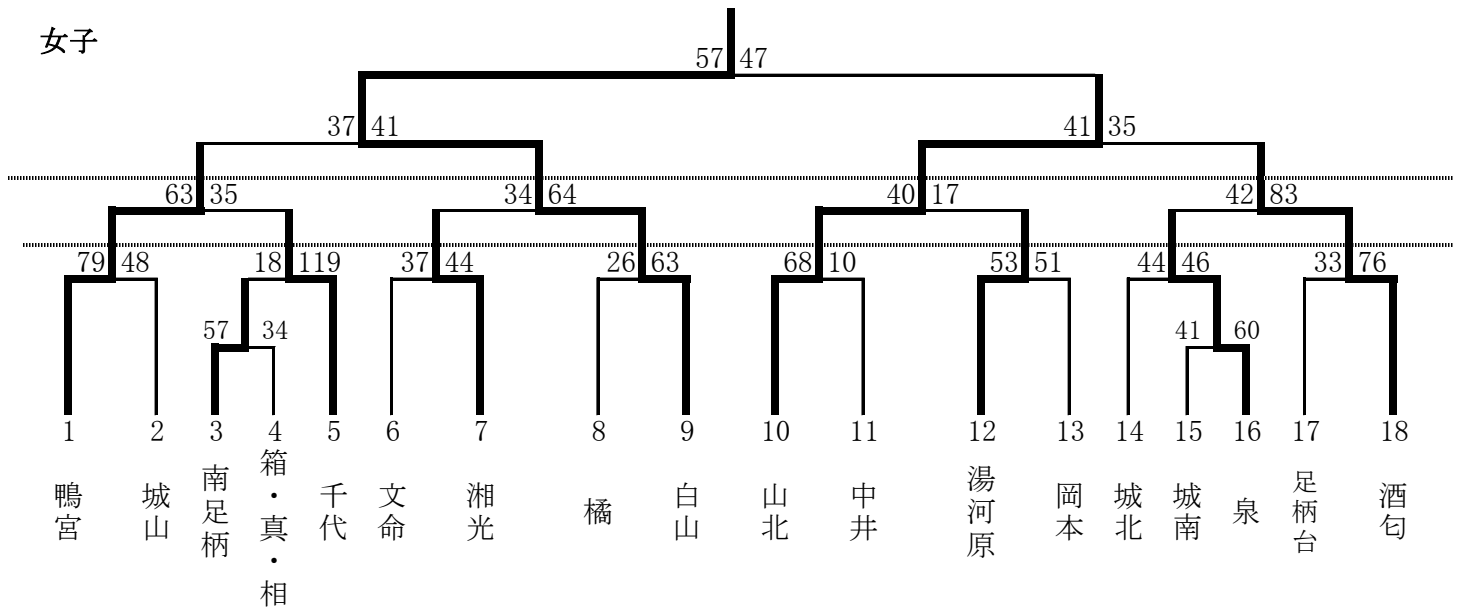 女子
57 47
37 41 41 35
63 35 34 64 40 17 42 83
79 48 18 119 37 44 26 63 68 10 53 51 44 46 33 76
57 34 41 60
1 2 3 4 5 6 7 8 9 10 11 12 13 14 15 16 17 18
鴨宮
城山
南足柄
箱・真・相
千代
文命
湘光
橘
白山
山北
中井
湯河原
岡本
城北
城南
泉
足柄台
酒匂